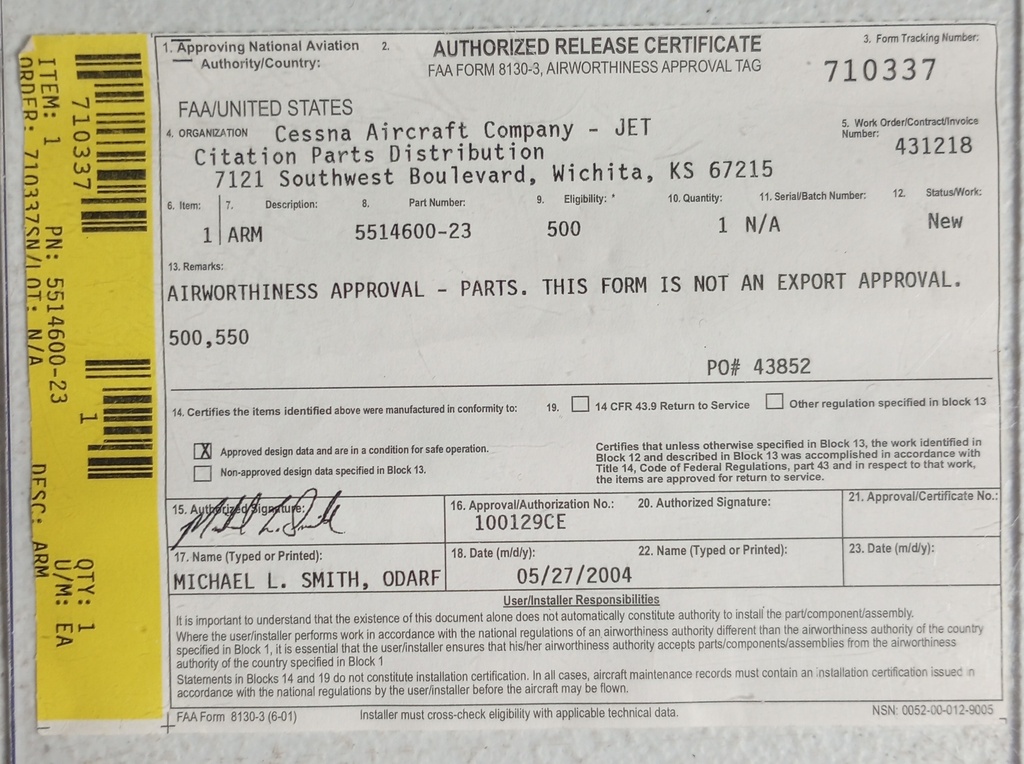 ITEM: 1 PN: 5514600-23 QTY: 1
ORDER: 710337SN/LOT: N/A DESC: ARM U/M: EA
710337
1
1. Approving National Aviation
Authority/Country:
2.
AUTHORIZED RELEASE CERTIFICATE
FAA FORM 8130-3, AIRWORTHINESS APPROVAL TAG
3. Form Tracking Number:
710337
FAA/UNITED STATES
4. ORGANIZATION Cessna Aircraft Company - JET
Citation Parts Distribution
7121 Southwest Boulevard, Wichita, KS 67215
5. Work Order/Contract/Invoice
Number:
431218
6. Item: 7. Description: 8. Part Number: 9. Eligibility: * 10. Quantity: 11. Serial/Batch Number: 12. Status/Work:
1 ARM 5514600-23 500 1 N/A New
13. Remarks:
AIRWORTHINESS APPROVAL - PARTS. THIS FORM IS NOT AN EXPORT APPROVAL.
500,550
PO# 43852
14. Certifies the items identified above were manufactured in conformity to:
X Approved design data and are in a condition for safe operation.
Non-approved design data specified in Block 13.
19. 14 CFR 43.9 Return to Service Other regulation specified in block 13
Certifies that unless otherwise specified in Block 13, the work identified in
Block 12 and described in Block 13 was accomplished in accordance with
Title 14, Code of Federal Regulations, part 43 and in respect to that work,
the items are approved for return to service.
15. Authorized Signature:
Michael L. Smith
16. Approval/Authorization No.:
100129CE
20. Authorized Signature:
21. Approval/Certificate No.:
17. Name (Typed or Printed):
MICHAEL L. SMITH, ODARF
18. Date (m/d/y):
05/27/2004
22. Name (Typed or Printed):
23. Date (m/d/y):
User/Installer Responsibilities
It is important to understand that the existence of this document alone does not automatically constitute authority to install the part/component/assembly.
Where the user/installer performs work in accordance with the national regulations of an airworthiness authority different than the airworthiness authority of the country
specified in Block 1, it is essential that the user/installer ensures that his/her airworthiness authority accepts parts/components/assemblies from the airworthiness
authority of the country specified in Block 1
Statements in Blocks 14 and 19 do not constitute installation certification. In all cases, aircraft maintenance records must contain an installation certification issued in
accordance with the national regulations by the user/installer before the aircraft may be flown.
FAA Form 8130-3 (6-01) Installer must cross-check eligibility with applicable technical data. NSN: 0052-00-012-9005